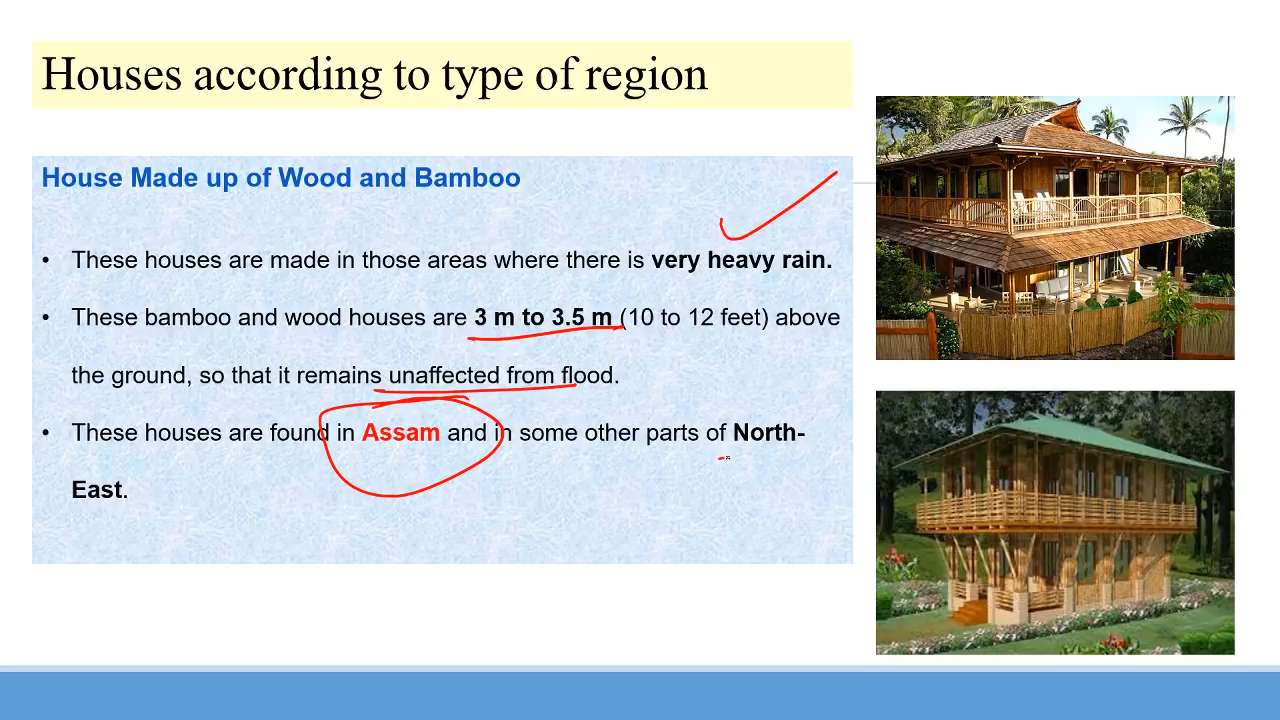 Houses according to type of region
House Made up of Wood and Bamboo
• These houses are made in those areas where there is very heavy rain.
• These bamboo and wood houses are 3 m to 3.5 m (10 to 12 feet) above
the ground, so that it remains unaffected from flood.
• These houses are found in Assam and in some other parts of North-
East.